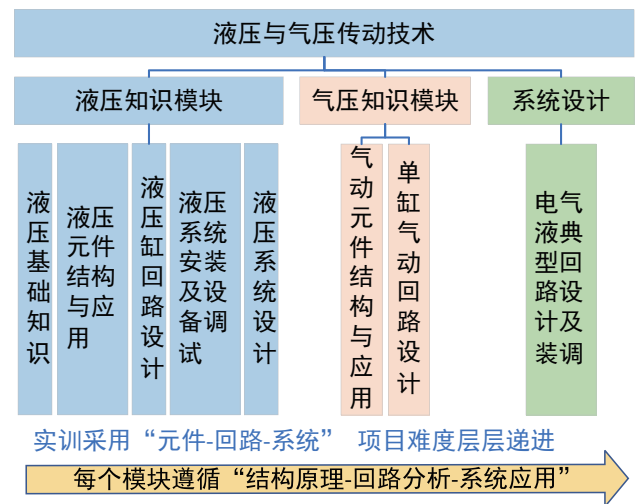 液压与气压传动技术
液压知识模块
气压知识模块
系统设计
液压基础知识
液压
元件
结构
与应
用
液压缸回路设计
液压
系统
安装
及设
备调
试
液压系统设计
气动元件结构与应用
单缸气动回路设计
电气
液典
型回
路设
计及
装调
实训采用“元件-回路-系统” 项目难度层层递进
每个模块遵循“结构原理-回路分析-系统应用”